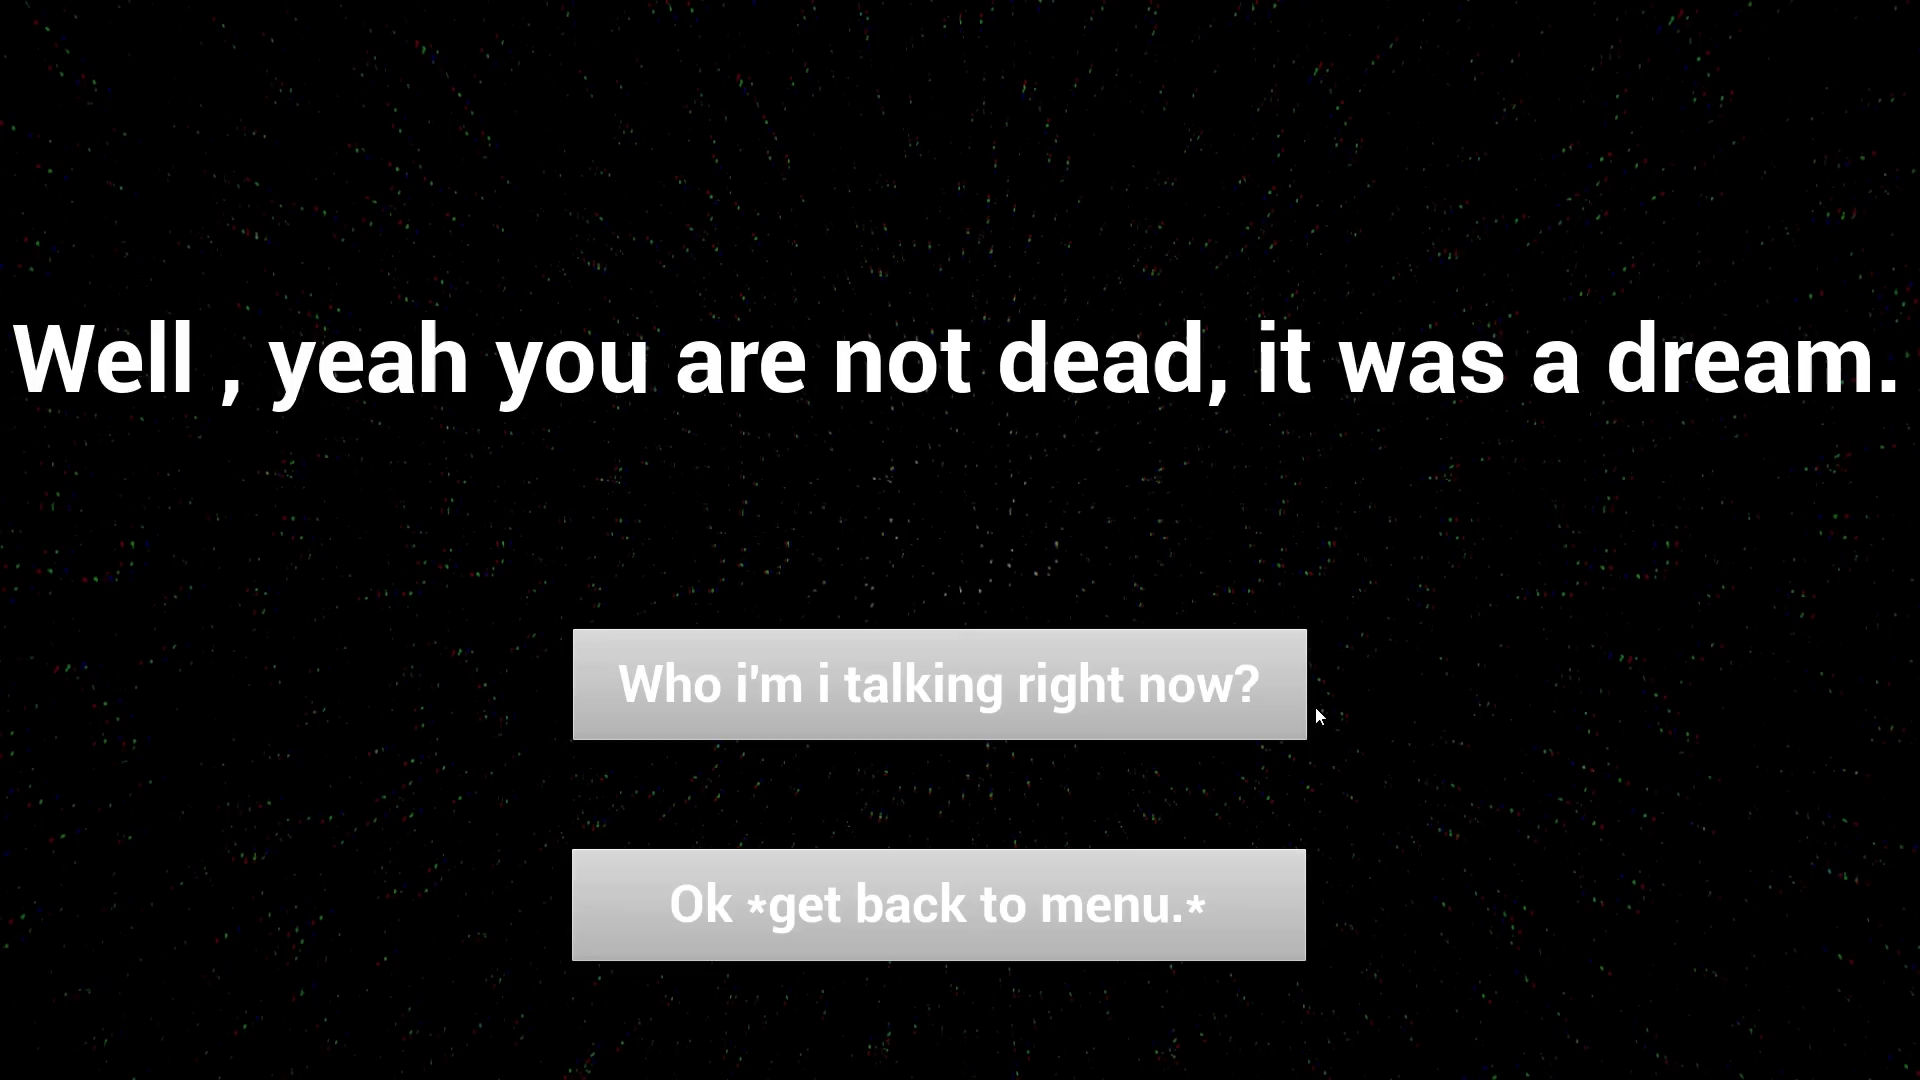 Well , yeah you are not dead, it was a dream.
Who i'm i talking right now?
Ok *get back to menu.*